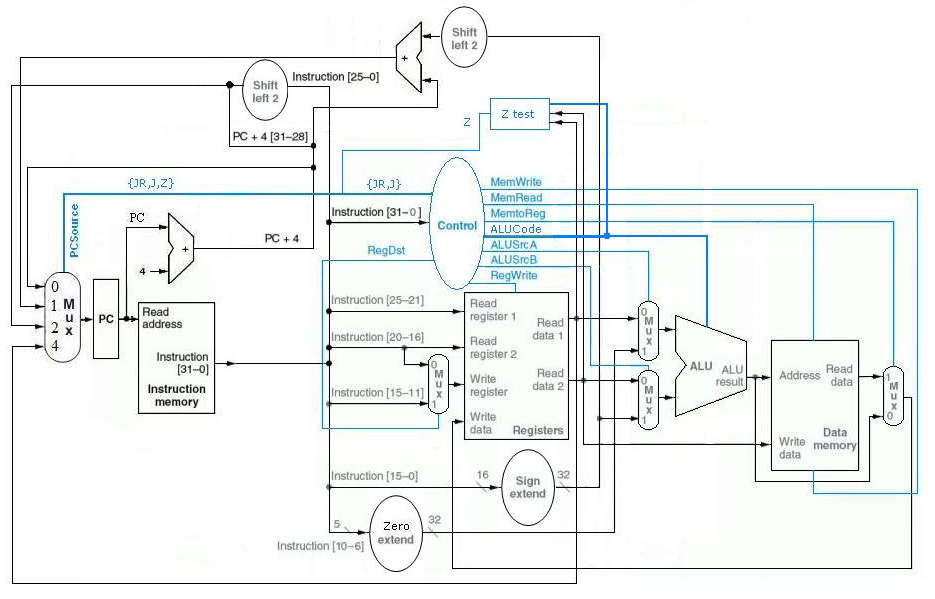 Shift
left 2
+
Shift
left 2
Instruction [25–0]
Z test
Z
PC + 4 [31–28]
{JR,J,Z}
{JR,J}
MemWrite
MemRead
MemtoReg
ALUCode
ALUSrcA
ALUSrcB
RegWrite
Instruction [31–0]
Control
PCSource
PC
+
4
PC + 4
RegDst
0
1
2
4
M
u
x
PC
Read
address
Instruction
[31–0]
Instruction
memory
Instruction [25–21]
Instruction [20–16]
Instruction [15–11]
0
M
u
x
1
Read
register 1
Read
register 2
Write
register
Write
data
Read
data 1
Read
data 2
Registers
0
M
u
x
1
0
M
u
x
1
ALU
ALU
result
Address
Read
data
Write
data
Data
memory
1
M
u
x
0
Instruction [15–0]
16
Sign
extend
32
5
Instruction [10–6]
Zero
extend
32